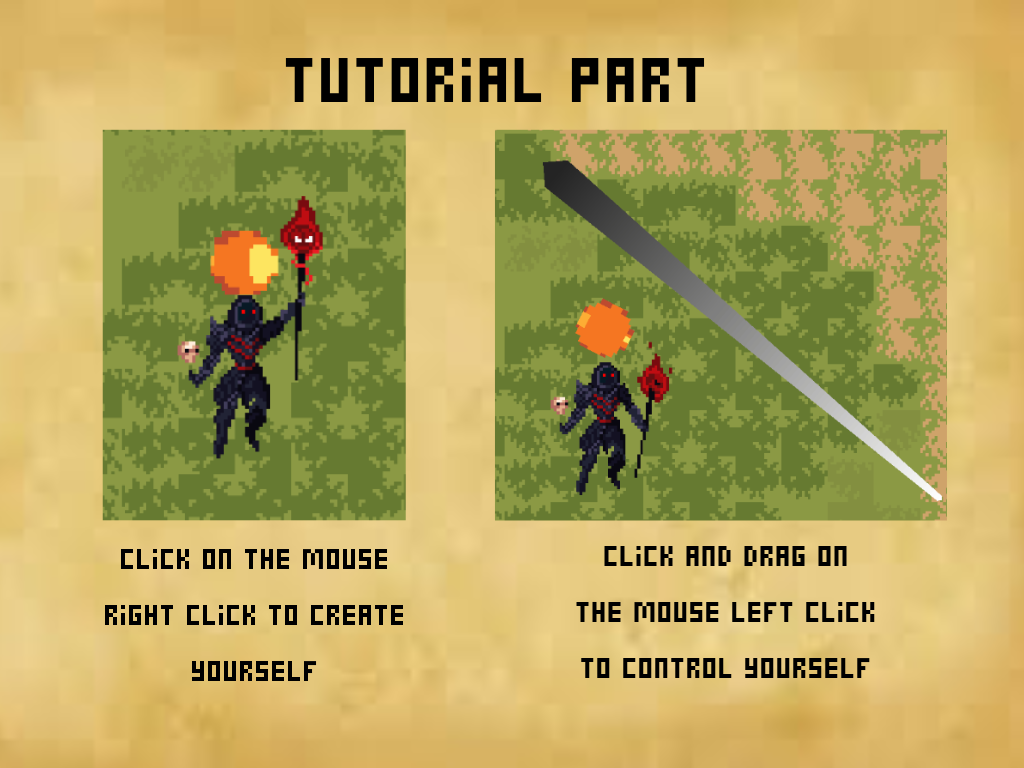 TUTORiAL PART
CLiCK ON THE MOUSE
RiGHT CLiCK TO CREATE
YOURSELF
CLiCK AND DRAG ON
THE MOUSE LEFT CLiCK
TO CONTROL YOURSELF